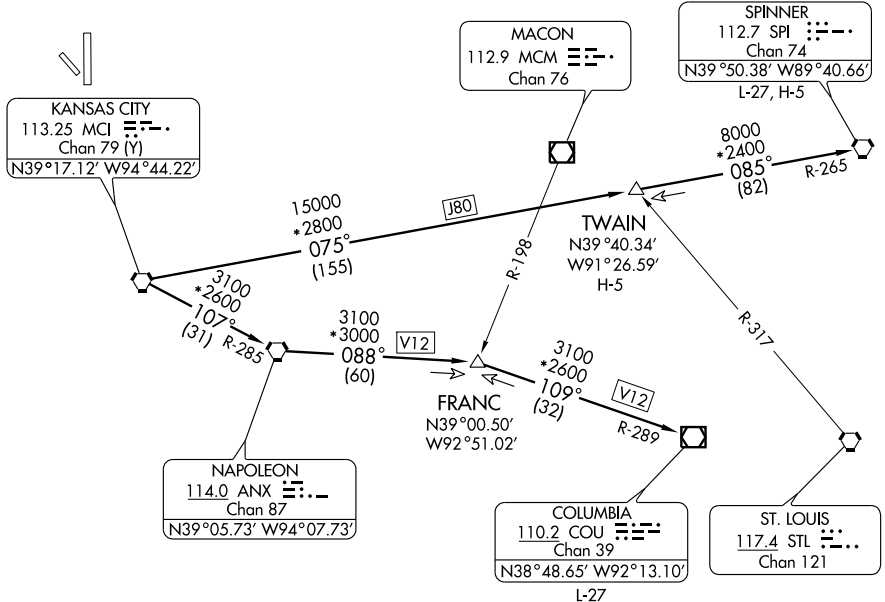 SPINNER
112.7 SPI
Chan 74
N39°50.38' W89°40.66'
L-27, H-5
MACON
112.9 MCM
Chan 76
KANSAS CITY
113.25 MCI
Chan 79 (Y)
N39°17.12' W94°44.22'
8000
*2400
085°
(82)
R-265
15000
*2800
075°
(155)
J80
TWAIN
N39°40.34'
W91°26.59'
H-5
R-198
R-317
3100
*2600
107°
(31)
R-285
3100
*3000
088°
(60)
V12
FRANC
N39°00.50'
W92°51.02'
3100
*2600
109°
(32)
V12
R-289
NAPOLEON
114.0 ANX
Chan 87
N39°05.73' W94°07.73'
COLUMBIA
110.2 COU
Chan 39
N38°48.65' W92°13.10'
L-27
ST. LOUIS
117.4 STL
Chan 121